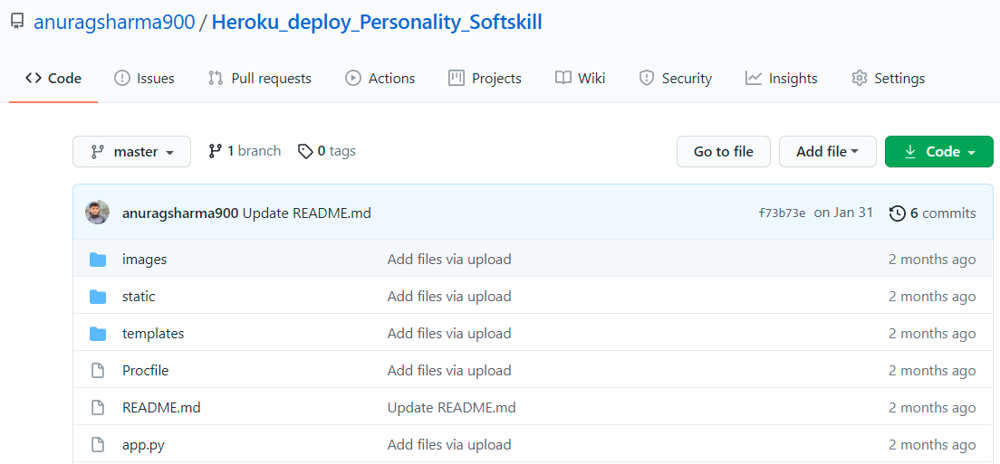 anuragsharma900 / Heroku_deploy_Personality_Softskill
Code Issues Pull requests Actions Projects Wiki Security Insights Settings
master 1 branch 0 tags Go to file Add file Code
anuragsharma900 Update README.md f73b73e on Jan 31 6 commits
images Add files via upload 2 months ago
static Add files via upload 2 months ago
templates Add files via upload 2 months ago
Procfile Add files via upload 2 months ago
README.md Update README.md 2 months ago
app.py Add files via upload 2 months ago